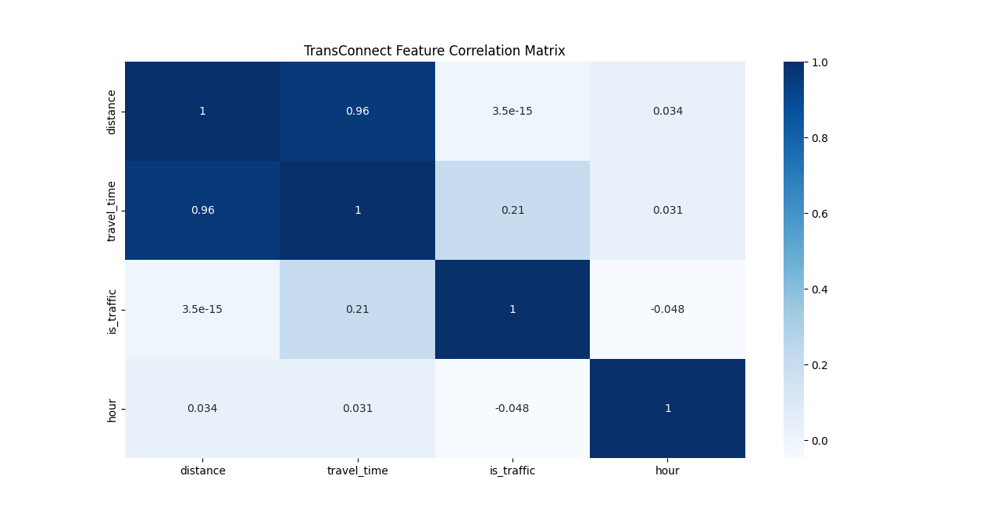 TransConnect Feature Correlation Matrix
distance
1
0.96
3.5e-15
0.034
travel_time
0.96
1
0.21
0.031
is_traffic
3.5e-15
0.21
1
-0.048
hour
0.034
0.031
-0.048
1
distance
travel_time
is_traffic
hour
1.0
0.8
0.6
0.4
0.2
0.0